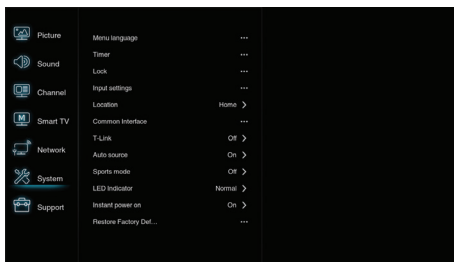 Picture
Sound
Channel
M
Smart TV
Network
System
Support
Menu language ...
Timer ...
Lock ...
Input settings ...
Location Home >
Common Interface ...
T-Link Off >
Auto source On >
Sports mode Off >
LED Indicator Normal >
Instant power on On >
Restore Factory Def... ...